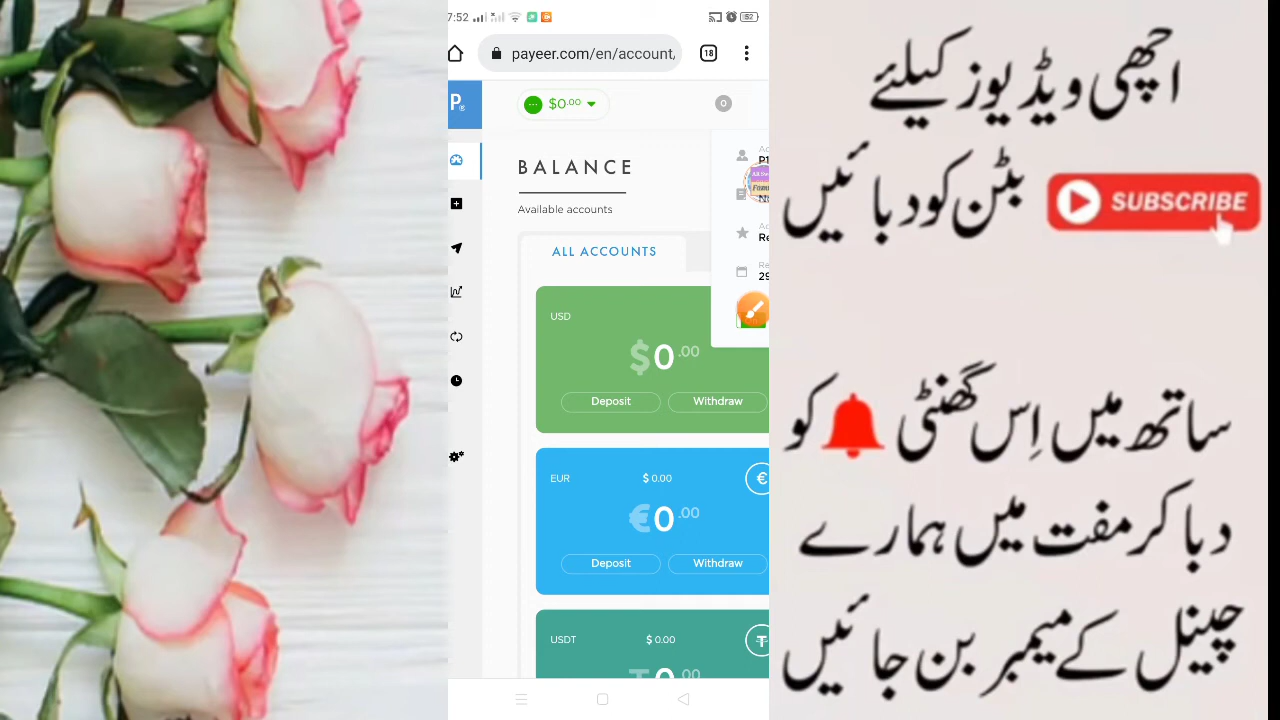 7:52
52
payeer.com/en/account/
18
P
$0.00
0
BALANCE
Available accounts
ALL ACCOUNTS
USD
$0.00
Deposit
Withdraw
EUR
$ 0.00
€0.00
Deposit
Withdraw
USDT
$ 0.00
اچھی ویڈیوز کیلئے
بٹن کو دبائیں SUBSCRIBE
ساتھ میں اِس گھنٹی کو
دبا کر مفت میں ہمارے
چینل کے میمبر بن جائیں